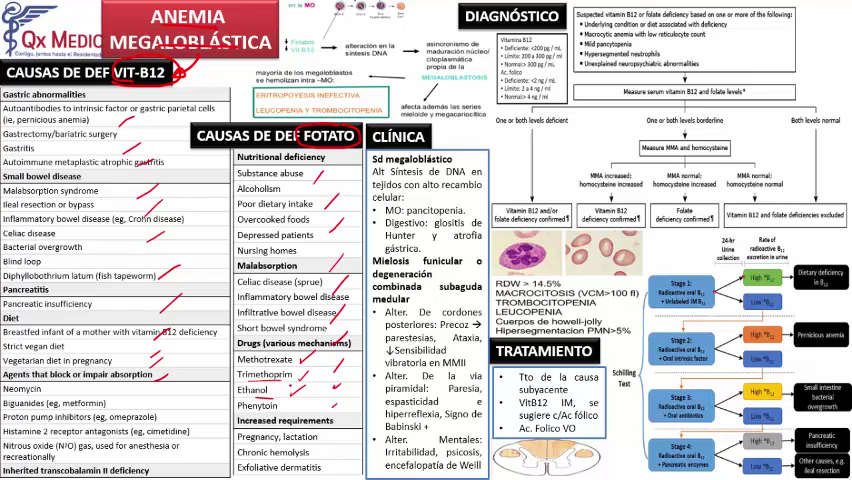 Qx MEDIC
Contigo, juntos hasta el Residentado
ANEMIA
MEGALOBLÁSTICA
CAUSAS DE DEF VIT-B12
Gastric abnormalities
Autoantibodies to intrinsic factor or gastric parietal cells
(ie, pernicious anemia)
Gastrectomy/bariatric surgery
Gastritis
Autoimmune metaplastic atrophic gastritis
Small bowel disease
Malabsorption syndrome
Ileal resection or bypass
Inflammatory bowel disease (eg, Crohn disease)
Celiac disease
Bacterial overgrowth
Blind loop
Diphyllobothrium latum (fish tapeworm)
Pancreatitis
Pancreatic insufficiency
Diet
Breastfed infant of a mother with vitamin B12 deficiency
Strict vegan diet
Vegetarian diet in pregnancy
Agents that block or impair absorption
Neomycin
Biguanides (eg, metformin)
Proton pump inhibitors (eg, omeprazole)
Histamine 2 receptor antagonists (eg, cimetidine)
Nitrous oxide (N²O) gas, used for anesthesia or
recreationally
Inherited transcobalamin II deficiency
en la MO
Folatos
Vit.B12
alteración en la
síntesis DNA
asincronismo de
maduración núcleo/
citoplasmática
propia de la
MEGALOBLASTOSIS
mayoría de los megaloblastos
se hemolizan intra –MO:
ERITROPOYESIS INEFECTIVA
LEUCOPENIA Y TROMBOCITOPENIA
afecta además las series
mieloide y megacariocítica
CAUSAS DE DEF FOTATO
Nutritional deficiency
Substance abuse
Alcoholism
Poor dietary intake
Overcooked foods
Depressed patients
Nursing homes
Malabsorption
Celiac disease (sprue)
Inflammatory bowel disease
Infiltrative bowel disease
Short bowel syndrome
Drugs (various mechanisms)
Methotrexate
Trimethoprim
Ethanol
Phenytoin
Increased requirements
Pregnancy, lactation
Chronic hemolysis
Exfoliative dermatitis
CLÍNICA
Sd megaloblástico
Alt Síntesis de DNA en
tejidos con alto recambio
celular:
• MO: pancitopenia.
• Digestivo: glositis de
Hunter y atrofia
gástrica.
Mielosis funicular o
degeneración
combinada subaguda
medular
• Alter. De cordones
posteriores: Precoz →
parestesias, Ataxia,
↓Sensibilidad
vibratoria en MMII
• Alter. De la via
piramidal: Paresia,
espasticidad e
hiperreflexia, Signo de
Babinski +
• Alter. Mentales:
Irritabilidad, psicosis,
encefalopatía de Weill
DIAGNÓSTICO
Vitamina B12
• Deficiente: <200 pg / mL
• Límite: 200 a 300 pg / mL
• Normal> 300 pg / mL
Ac. folico
• Deficiente: <2 ng / mL
• Límite: 2 a 4 ng / mL
• Normal> 4 ng / mL
Suspected vitamin B12 or folate deficiency based on one or more of the following:
▪ Underlying condition or diet associated with deficiency
▪ Macrocytic anemia with low reticulocyte count
▪ Mild pancytopenia
▪ Hypersegmented neutrophils
▪ Unexplained neuropsychiatric abnormalities
Measure serum vitamin B12 and folate levels*
One or both levels deficient
One or both levels borderline
Both levels normal
Measure MMA and homocysteine
MMA increased;
homocysteine increased
MMA normal;
homocysteine increased
MMA normal;
homocysteine normal
Vitamin B12 and/or
folate deficiency confirmed¶
Vitamin B12
deficiency confirmed¶
Folate
deficiency confirmed¶
Vitamin B12 and folate deficiencies excluded
RDW > 14.5%
MACROCITOSIS (VCM>100 fl)
TROMBOCITOPENIA
LEUCOPENIA
Cuerpos de howell-jolly
Hipersegmentacion PMN>5%
TRATAMIENTO
• Tto de la causa
subyacente
• VitB12 IM, se
sugiere c/Ac fólico
• Ac. Folico VO
24-hr
Urine
collection
Rate of
radioactive B12
excretion in urine
Schilling
Test
Stage 1:
Radioactive oral B12
+ Unlabeled IM B12
High *B12
Low *B12
Dietary deficiency
in B12
Stage 2:
Radioactive oral B12
+ Oral intrinsic factor
High *B12
Low *B12
Pernicious anemia
Stage 3:
Radioactive oral B12
+ Oral antibiotics
High *B12
Low *B12
Small intestine
bacterial
overgrowth
Stage 4:
Radioactive oral B12
+ Pancreatic enzymes
High *B12
Low *B12
Pancreatic
insufficiency
Other causes, e.g.
ileal resection